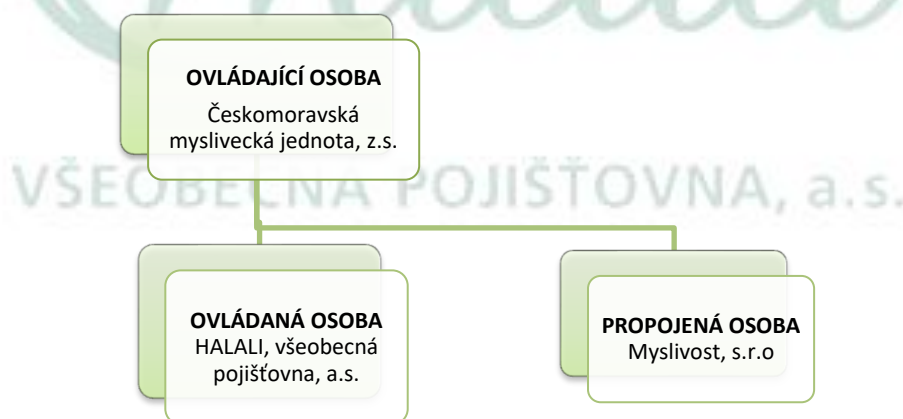 OVLÁDAJÍCÍ OSOBA
Českomoravská
myslivecká jednota, z.s.
VŠEOBECNÁ POJIŠŤOVNA, a.s.
OVLÁDANÁ OSOBA
HALALI, všeobecná
pojišťovna, a.s.
PROPOJENÁ OSOBA
Myslivost, s.r.o